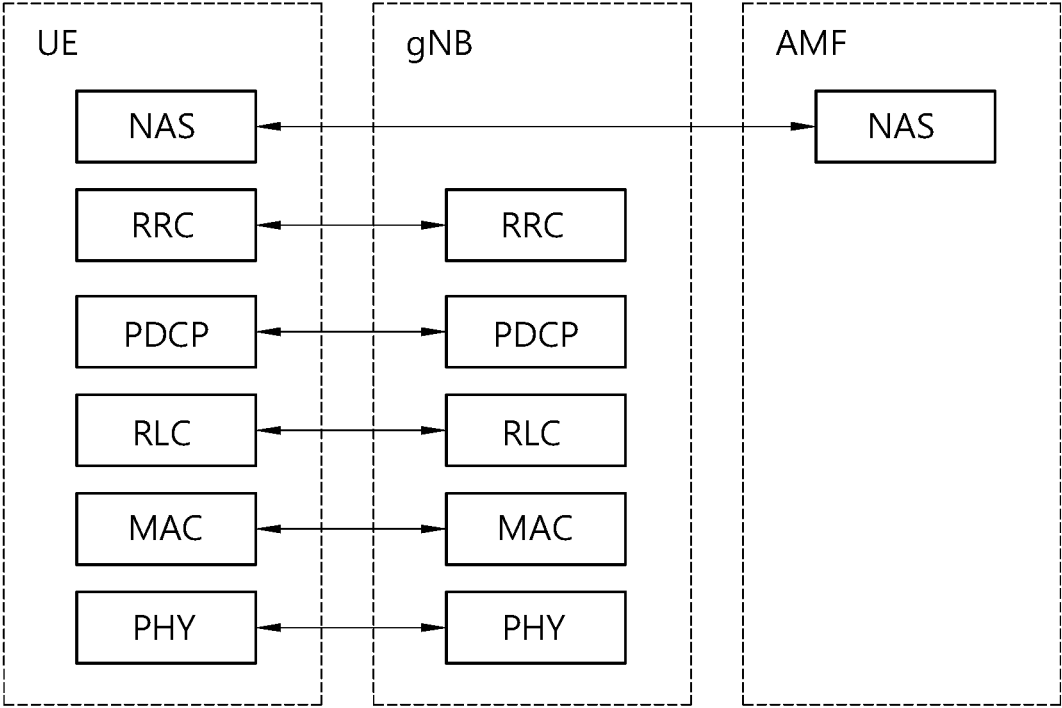 UE
gNB
AMF
NAS
NAS
RRC
RRC
PDCP
PDCP
RLC
RLC
MAC
MAC
PHY
PHY